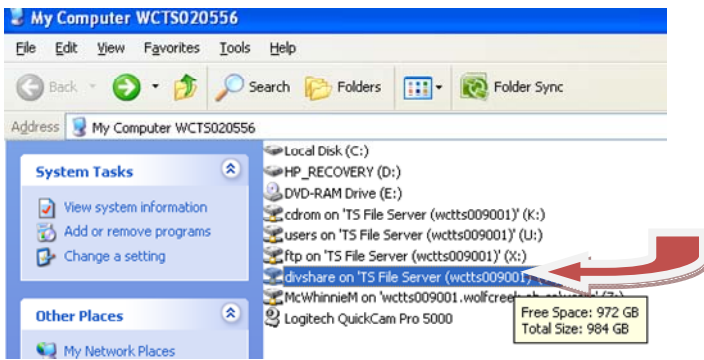 My Computer WCTS020556
File Edit View Favorites Tools Help
Back Search Folders Folder Sync
Address My Computer WCTS020556
System Tasks
View system information
Add or remove programs
Change a setting
Other Places
My Network Places
Local Disk (C:)
HP_RECOVERY (D:)
DVD-RAM Drive (E:)
cdrom on 'TS File Server (wctts009001)' (K:)
users on 'TS File Server (wctts009001)' (U:)
ftp on 'TS File Server (wctts009001)' (X:)
divshare on 'TS File Server (wctts009001)'
McWhinnieM on 'wctts009001.wolfcreek
Logitech QuickCam Pro 5000
Free Space: 972 GB
Total Size: 984 GB